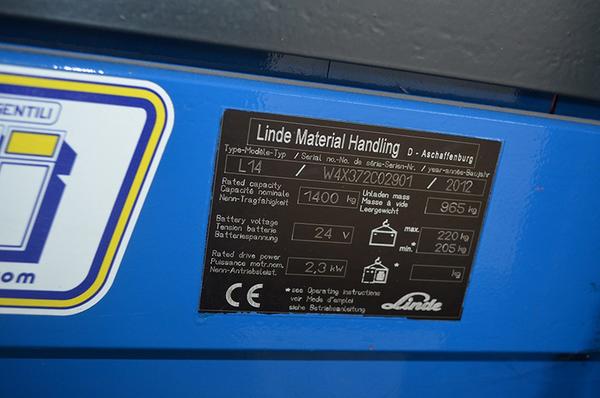 GENTILI
.com
Linde Material Handling D - Aschaffenburg
Type-Modèle-Typ / Serial no.-No. de série-Serien-Nr. / year-année-Baujahr
L14 / W4X372C02901 / 2012
Rated capacity
Capacité nominale
Nenn-Tragfähigkeit
1400 kg
Unladen mass
Masse à vide
Leergewicht
965 kg
Battery voltage
Tension batterie
Batteriespannung
24 v
max. 220 kg
min.* 205 kg
Rated drive power
Puissance motr.nom.
Nenn-Antriebsleist.
2,3 kW
* kg
CE
*see Operating instructions
voir Mode d'emploi
siehe Betriebsanleitung
Linde